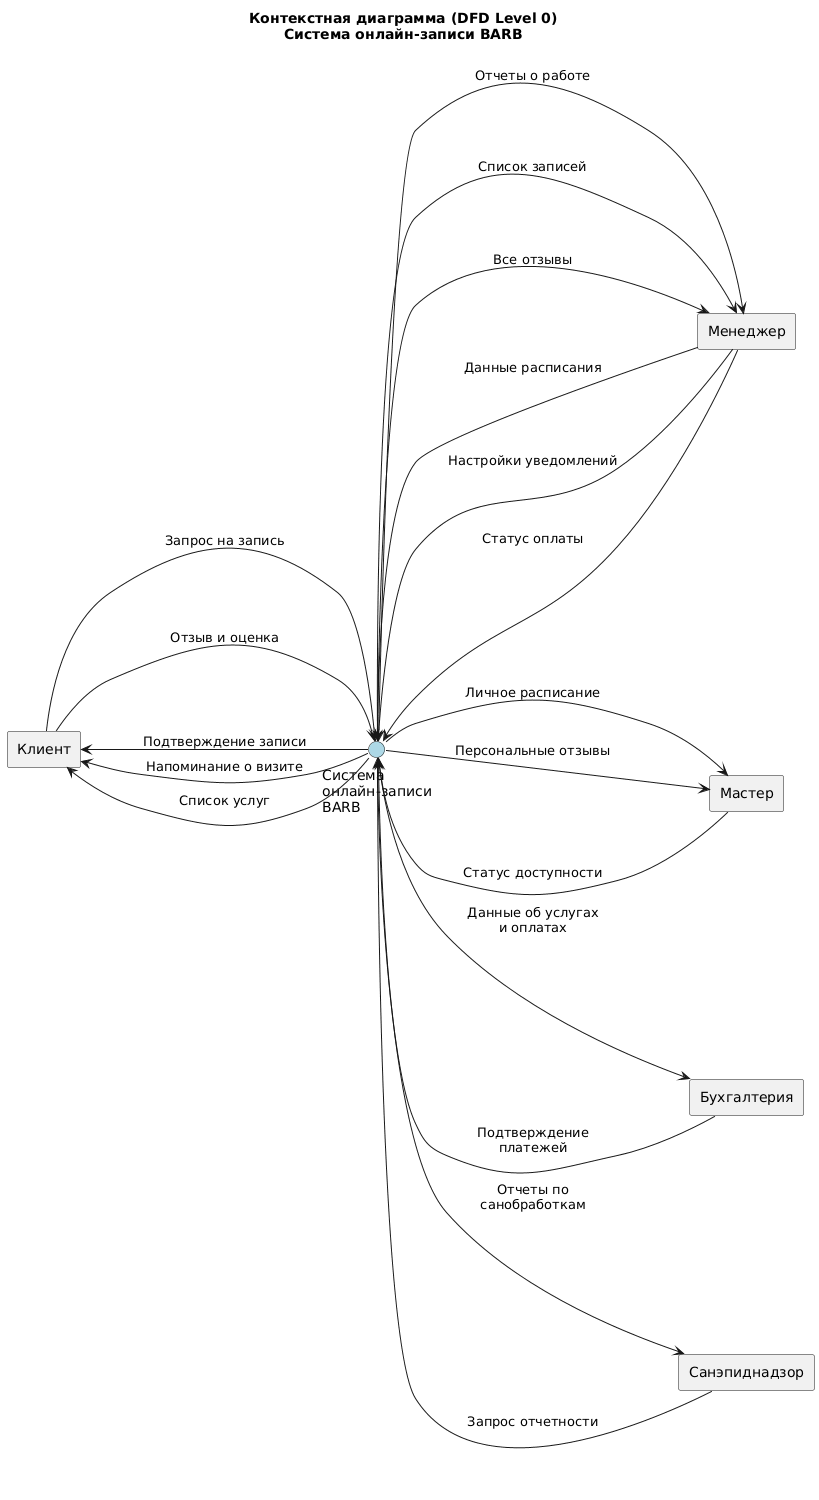 Контекстная диаграмма (DFD Level 0)
Система онлайн-записи BARB
Отчеты о работе
Список записей
Все отзывы
Менеджер
Данные расписания
Настройки уведомлений
Статус оплаты
Запрос на запись
Отзыв и оценка
Личное расписание
Клиент
Подтверждение записи
Персональные отзывы
Напоминание о визите
Система
онлайн-записи
BARB
Список услуг
Мастер
Статус доступности
Данные об услугах
и оплатах
Бухгалтерия
Подтверждение
платежей
Отчеты по
санобработкам
Санэпиднадзор
Запрос отчетности